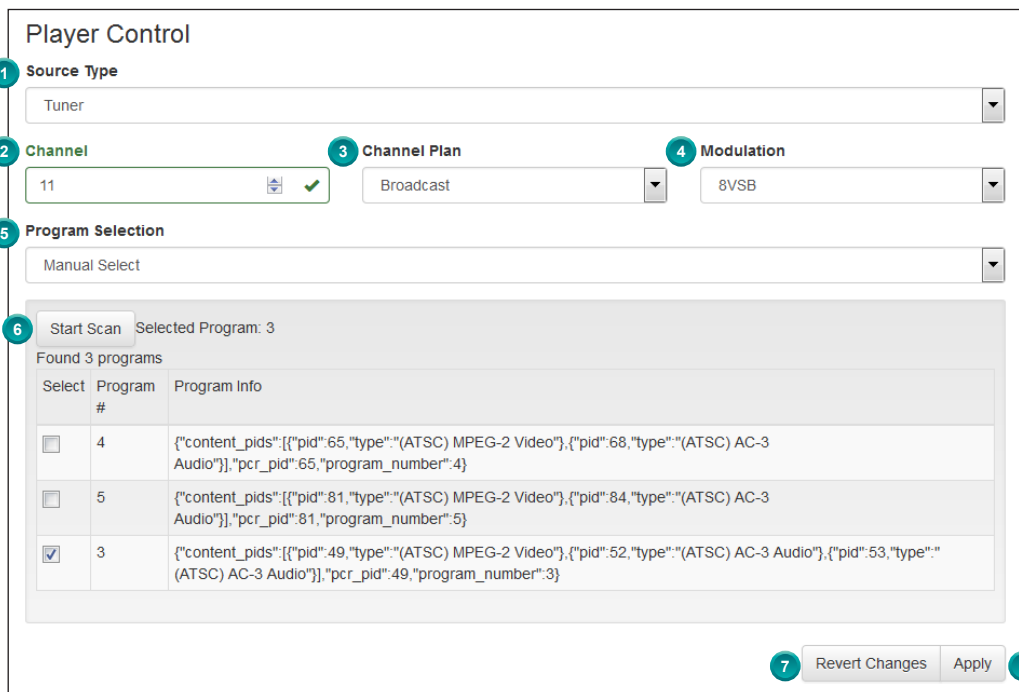 Player Control
1 Source Type
Tuner
2 Channel 3 Channel Plan 4 Modulation
11 Broadcast 8VSB
5 Program Selection
Manual Select
6 Start Scan Selected Program: 3
Found 3 programs
Select Program # Program Info
4 {"content_pids":[{"pid":65,"type":"(ATSC) MPEG-2 Video"},{"pid":68,"type":"(ATSC) AC-3
Audio"}],"pcr_pid":65,"program_number":4}
5 {"content_pids":[{"pid":81,"type":"(ATSC) MPEG-2 Video"},{"pid":84,"type":"(ATSC) AC-3
Audio"}],"pcr_pid":81,"program_number":5}
3 {"content_pids":[{"pid":49,"type":"(ATSC) MPEG-2 Video"},{"pid":52,"type":"(ATSC) AC-3 Audio"},{"pid":53,"type":"
(ATSC) AC-3 Audio"}],"pcr_pid":49,"program_number":3}
7 Revert Changes Apply